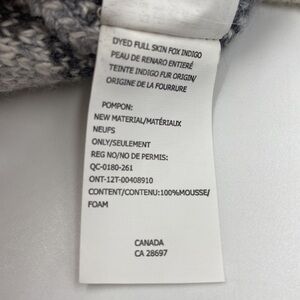 DYED FULL SKIN FOX INDIGO
PEAU DE RENARO ENTIERÉ
TEINTE INDIGO FUR ORIGIN/
ORIGINE DE LA FOURRURE
POMPON:
NEW MATERIAL/MATÉRIAUX
NEUFS
ONLY/SEULEMENT
REG NO/NO DE PERMIS:
QC-0180-261
ONT-12T-00408910
CONTENT/CONTENU:100%MOUSSE/
FOAM
CANADA
CA 28697